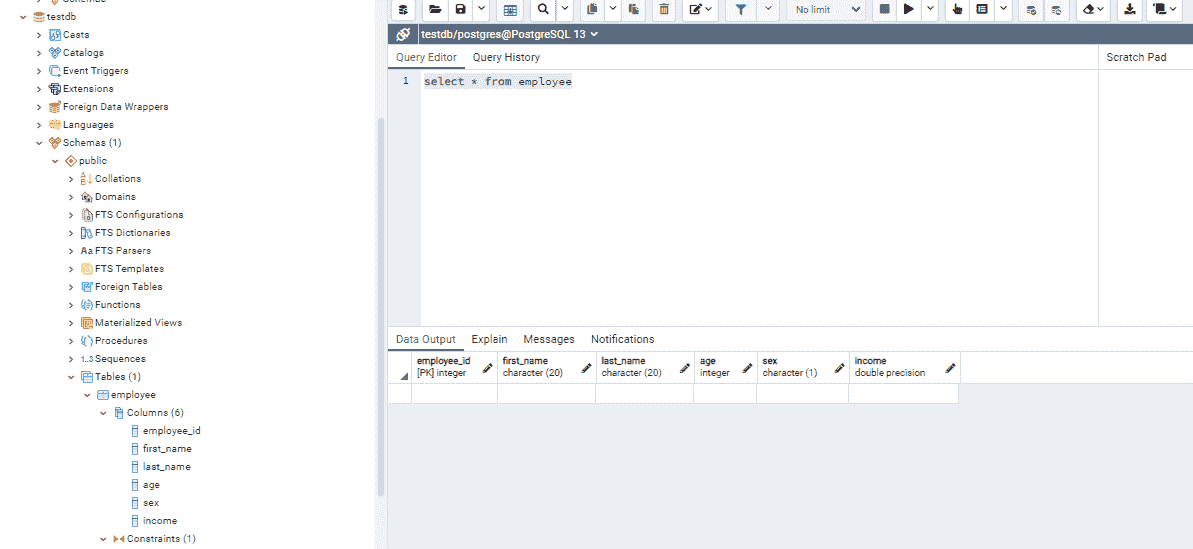 testdb
Casts
Catalogs
Event Triggers
Extensions
Foreign Data Wrappers
Languages
Schemas (1)
public
Collations
Domains
FTS Configurations
FTS Dictionaries
Aa FTS Parsers
FTS Templates
Foreign Tables
Functions
Materialized Views
Procedures
1..3 Sequences
Tables (1)
employee
Columns (6)
employee_id
first_name
last_name
age
sex
income
Constraints (1)
No limit
testdb/postgres@PostgreSQL 13
Query Editor Query History
Scratch Pad
1 select * from employee
Data Output Explain Messages Notifications
employee_id first_name last_name age sex income
[PK] integer character (20) character (20) integer character (1) double precision